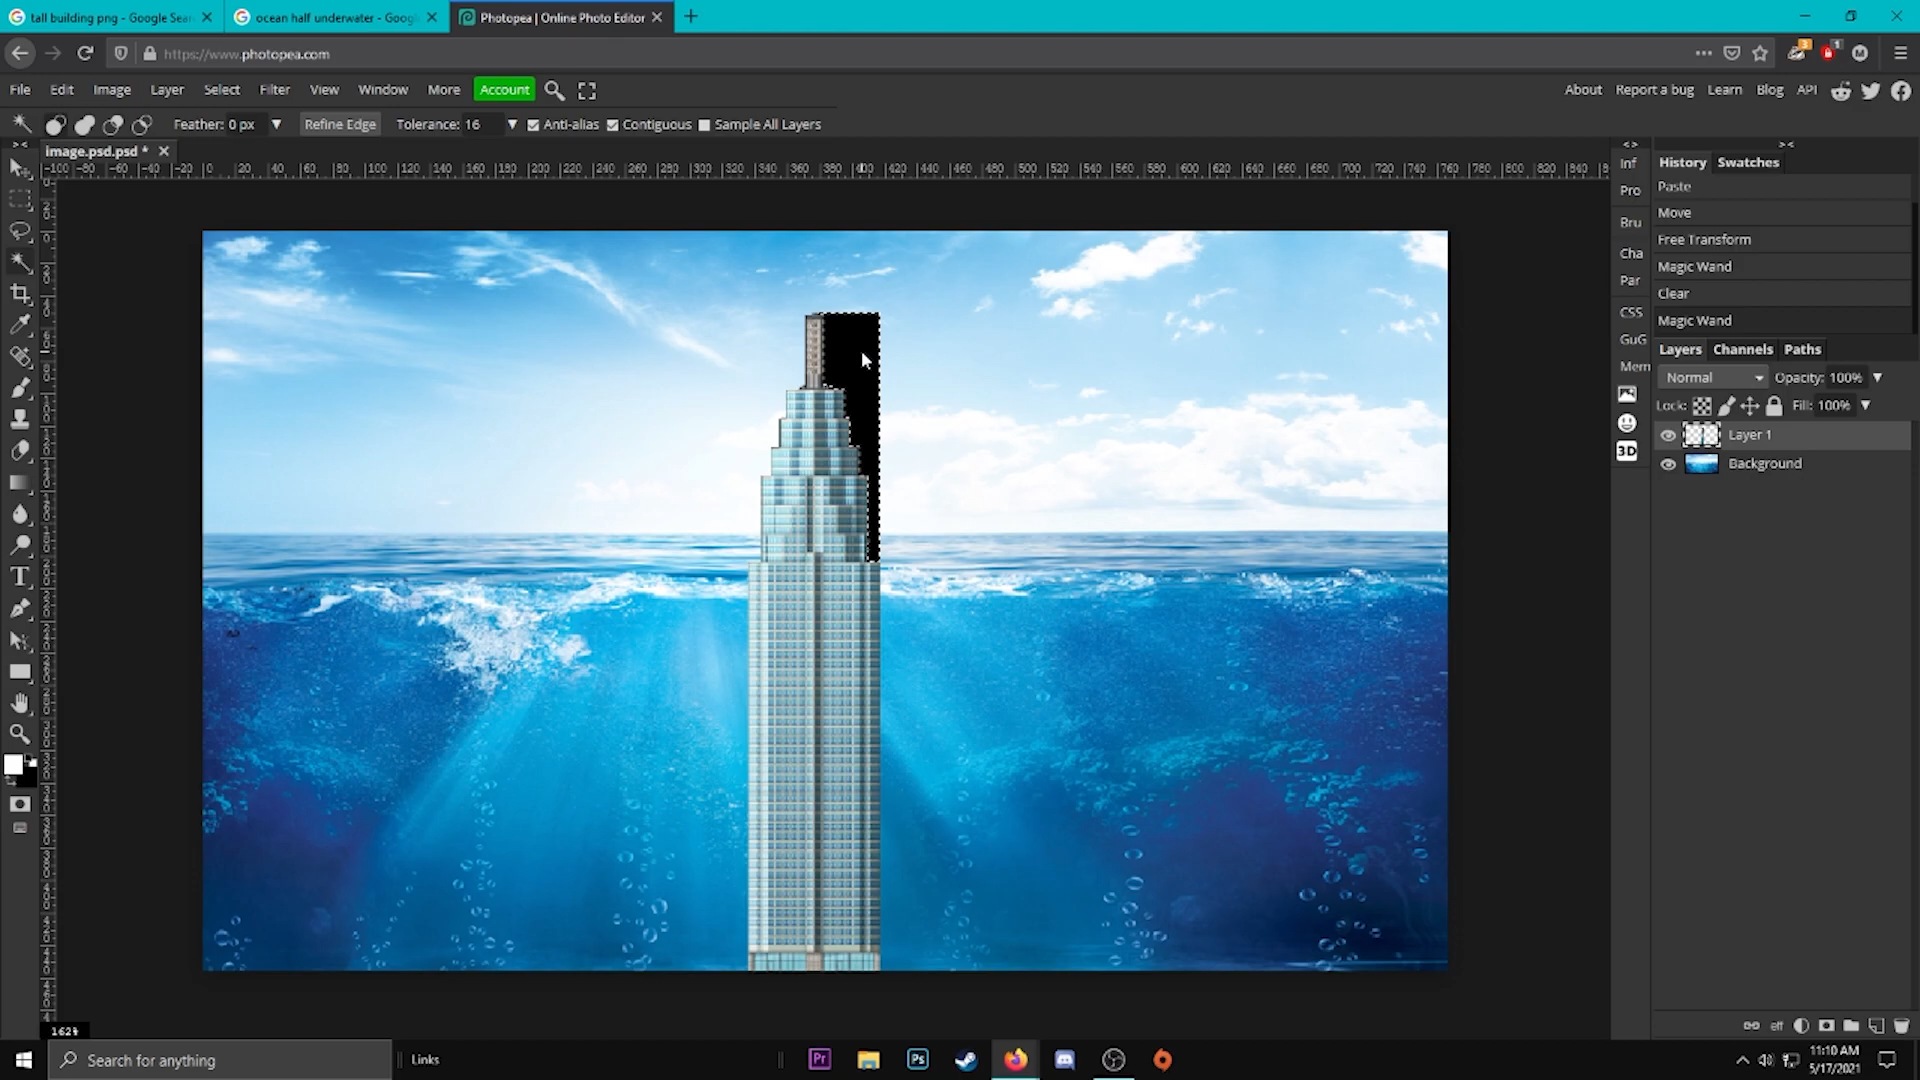 tall building png - Google Sear
ocean half underwater - Googl
Photopea | Online Photo Editor
https://www.photopea.com
3
1
M
File Edit Image Layer Select Filter View Window More Account
About Report a bug Learn Blog API
Feather: 0 px Refine Edge Tolerance: 16 Anti-alias Contiguous Sample All Layers
image.psd.psd *
-100 -80 -60 -40 -20 0 20 40 60 80 100 120 140 160 180 200 220 240 260 280 300 320 340 360 380 400 420 440 460 480 500 520 540 560 580 600 620 640 660 680 700 720 740 760 780 800 820 840
Inf
Pro
Bru
Cha
Par
CSS
GuG
Mem
3D
History Swatches
Paste
Move
Free Transform
Magic Wand
Clear
Magic Wand
Layers Channels Paths
Normal Opacity: 100%
Lock: Fill: 100%
Layer 1
Background
eff
162%
Search for anything
Links
Pr
Ps
11:10 AM
5/17/2021